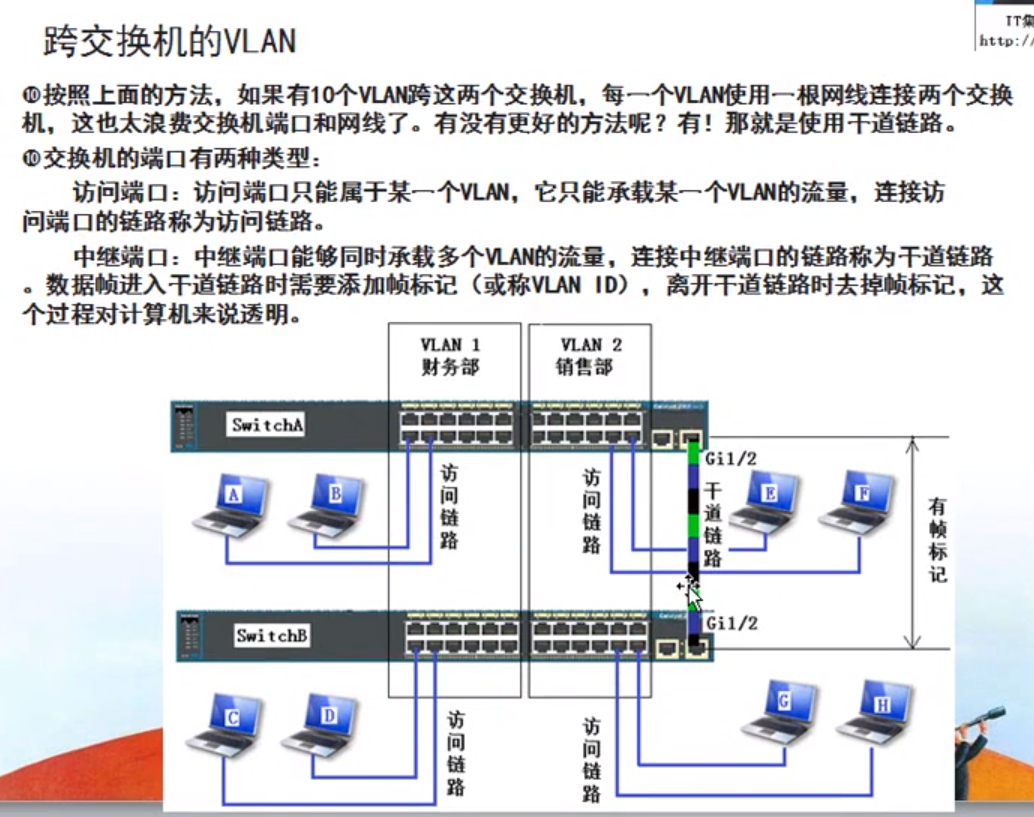 跨交换机的VLAN
http://
⑩按照上面的方法，如果有10个VLAN跨这两个交换机，每一个VLAN使用一根网线连接两个交换
机，这也太浪费交换机端口和网线了。有没有更好的方法呢？有！那就是使用干道链路。
⑩交换机的端口有两种类型：
访问端口：访问端口只能属于某一个VLAN，它只能承载某一个VLAN的流量，连接访
问端口的链路称为访问链路。
中继端口：中继端口能够同时承载多个VLAN的流量，连接中继端口的链路称为干道链路
。数据帧进入干道链路时需要添加帧标记（或称VLAN ID），离开干道链路时去掉帧标记，这
个过程对计算机来说透明。
VLAN 1
财务部
VLAN 2
销售部
SwitchA
Gi1/2
A
B
访问链路
访问链路
干道链路
E
F
有帧标记
SwitchB
Gi1/2
C
D
访问链路
访问链路
G
H